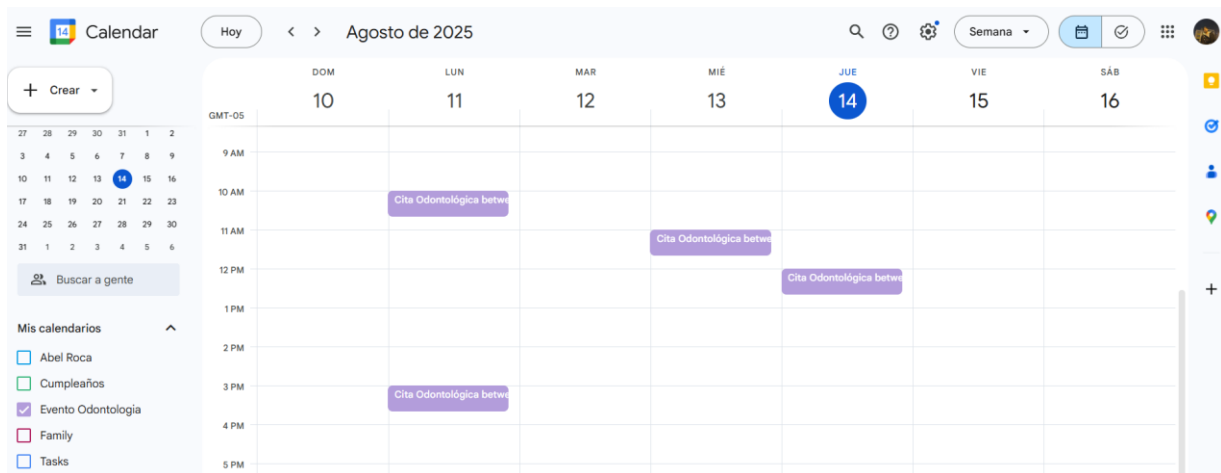 14 Calendar Hoy Agosto de 2025 Semana
Crear
DOM LUN MAR MIÉ JUE VIE SÁB
10 11 12 13 14 15 16
GMT-05
27 28 29 30 31 1 2
3 4 5 6 7 8 9
10 11 12 13 14 15 16
17 18 19 20 21 22 23
24 25 26 27 28 29 30
31 1 2 3 4 5 6
Buscar a gente
Mis calendarios
Abel Roca
Cumpleaños
Evento Odontologia
Family
Tasks
9 AM
10 AM
Cita Odontológica betwe
11 AM
Cita Odontológica betwe
12 PM
Cita Odontológica betwe
1 PM
2 PM
3 PM
Cita Odontológica betwe
4 PM
5 PM